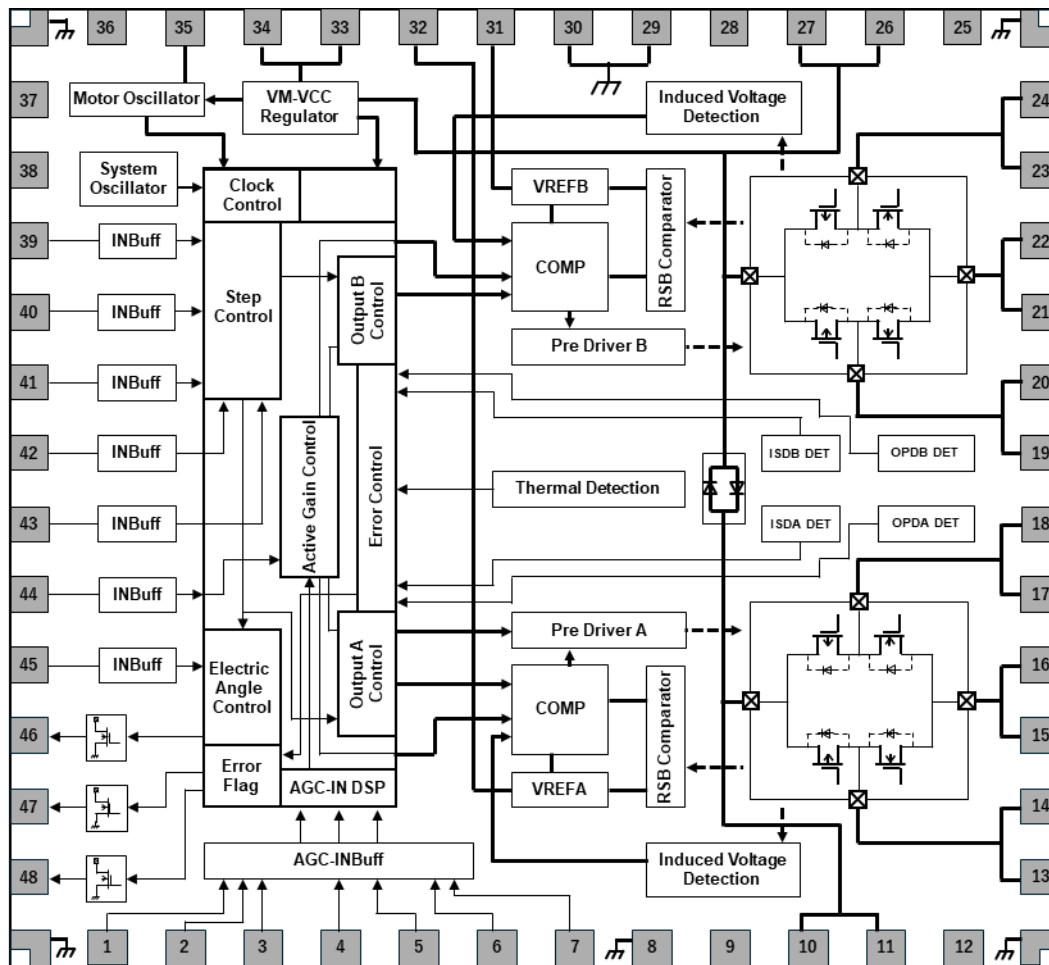 36
35
34
33
32
31
30
29
28
27
26
25
37
Motor Oscillator
VM-VCC
Regulator
Induced Voltage
Detection
24
38
System
Oscillator
Clock
Control
VREFB
RSB Comparator
23
39
INBuff
COMP
22
40
INBuff
Step
Control
Output B
Control
Pre Driver B
21
41
INBuff
20
42
INBuff
Active Gain Control
Error Control
ISDB DET
OPDB DET
19
Thermal Detection
43
INBuff
ISDA DET
OPDA DET
18
44
INBuff
17
45
INBuff
Electric
Angle
Control
Output A
Control
Pre Driver A
16
COMP
RSB Comparator
46
15
Error
Flag
AGC-IN DSP
VREFA
47
14
48
AGC-INBuff
Induced Voltage
Detection
13
1
2
3
4
5
6
7
8
9
10
11
12